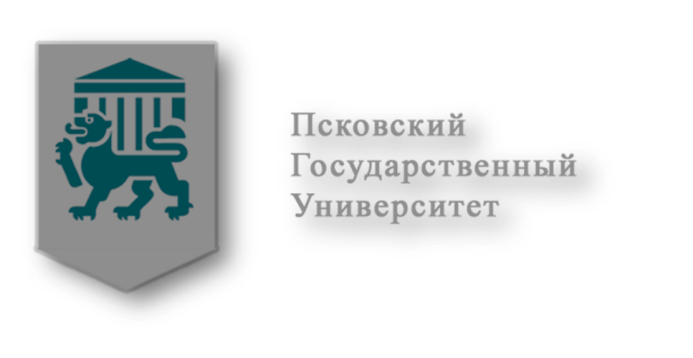 Псковский
Государственный
Университет